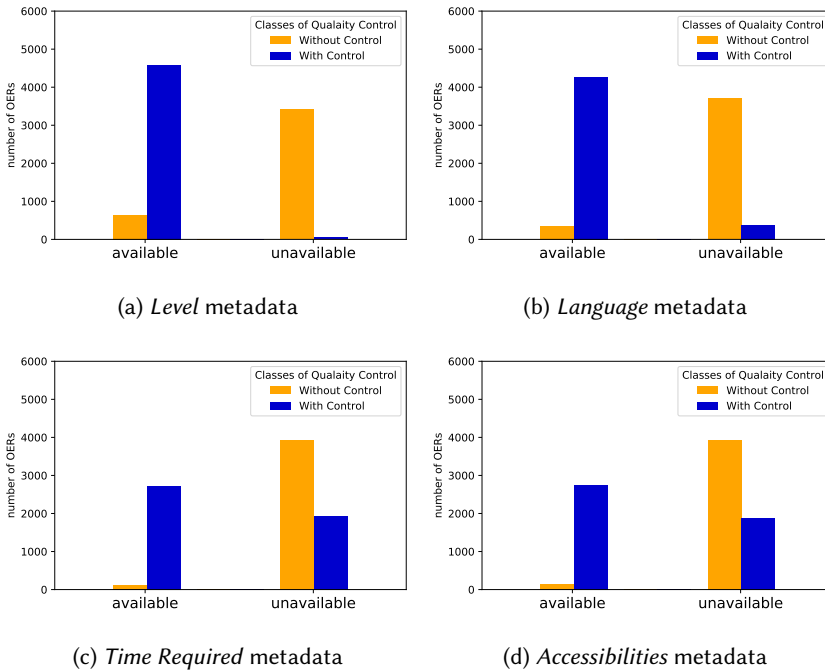 6000
5000
4000
3000
2000
1000
0
number of OERs
Classes of Qualaity Control
Without Control
With Control
available
unavailable
(a) Level metadata
6000
5000
4000
3000
2000
1000
0
number of OERs
Classes of Qualaity Control
Without Control
With Control
available
unavailable
(b) Language metadata
6000
5000
4000
3000
2000
1000
0
number of OERs
Classes of Qualaity Control
Without Control
With Control
available
unavailable
(c) Time Required metadata
6000
5000
4000
3000
2000
1000
0
number of OERs
Classes of Qualaity Control
Without Control
With Control
available
unavailable
(d) Accessibilities metadata